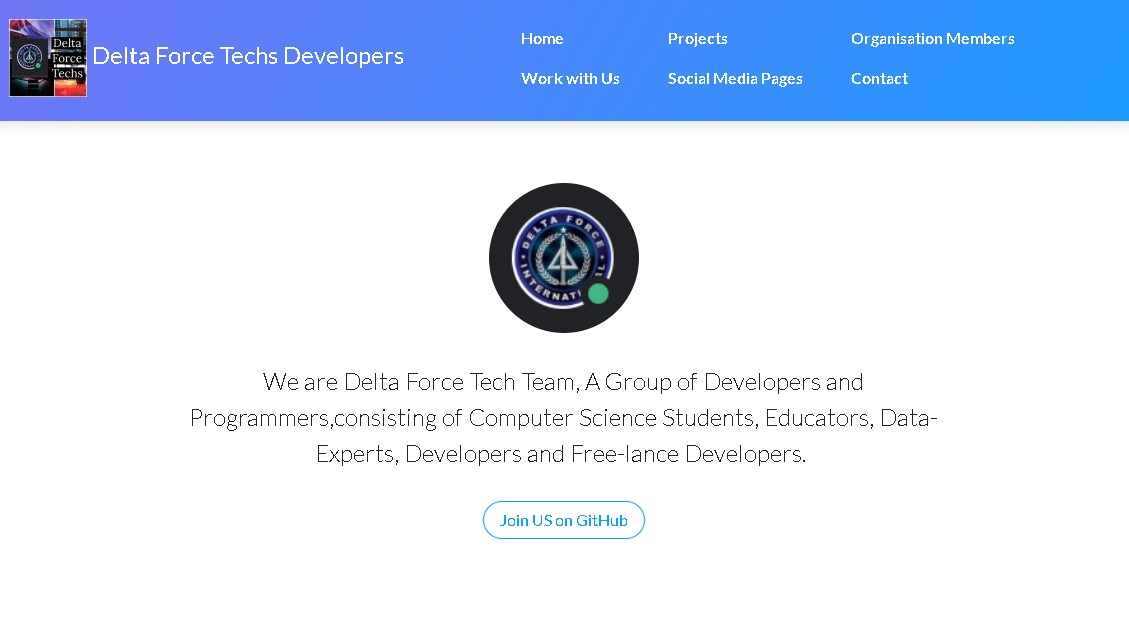 Delta
Force
Techs
Delta Force Techs Developers
Home
Projects
Organisation Members
Work with Us
Social Media Pages
Contact
DELTA FORCE
INTERNATI
L
We are Delta Force Tech Team, A Group of Developers and
Programmers,consisting of Computer Science Students, Educators, Data-
Experts, Developers and Free-lance Developers.
Join US on GitHub